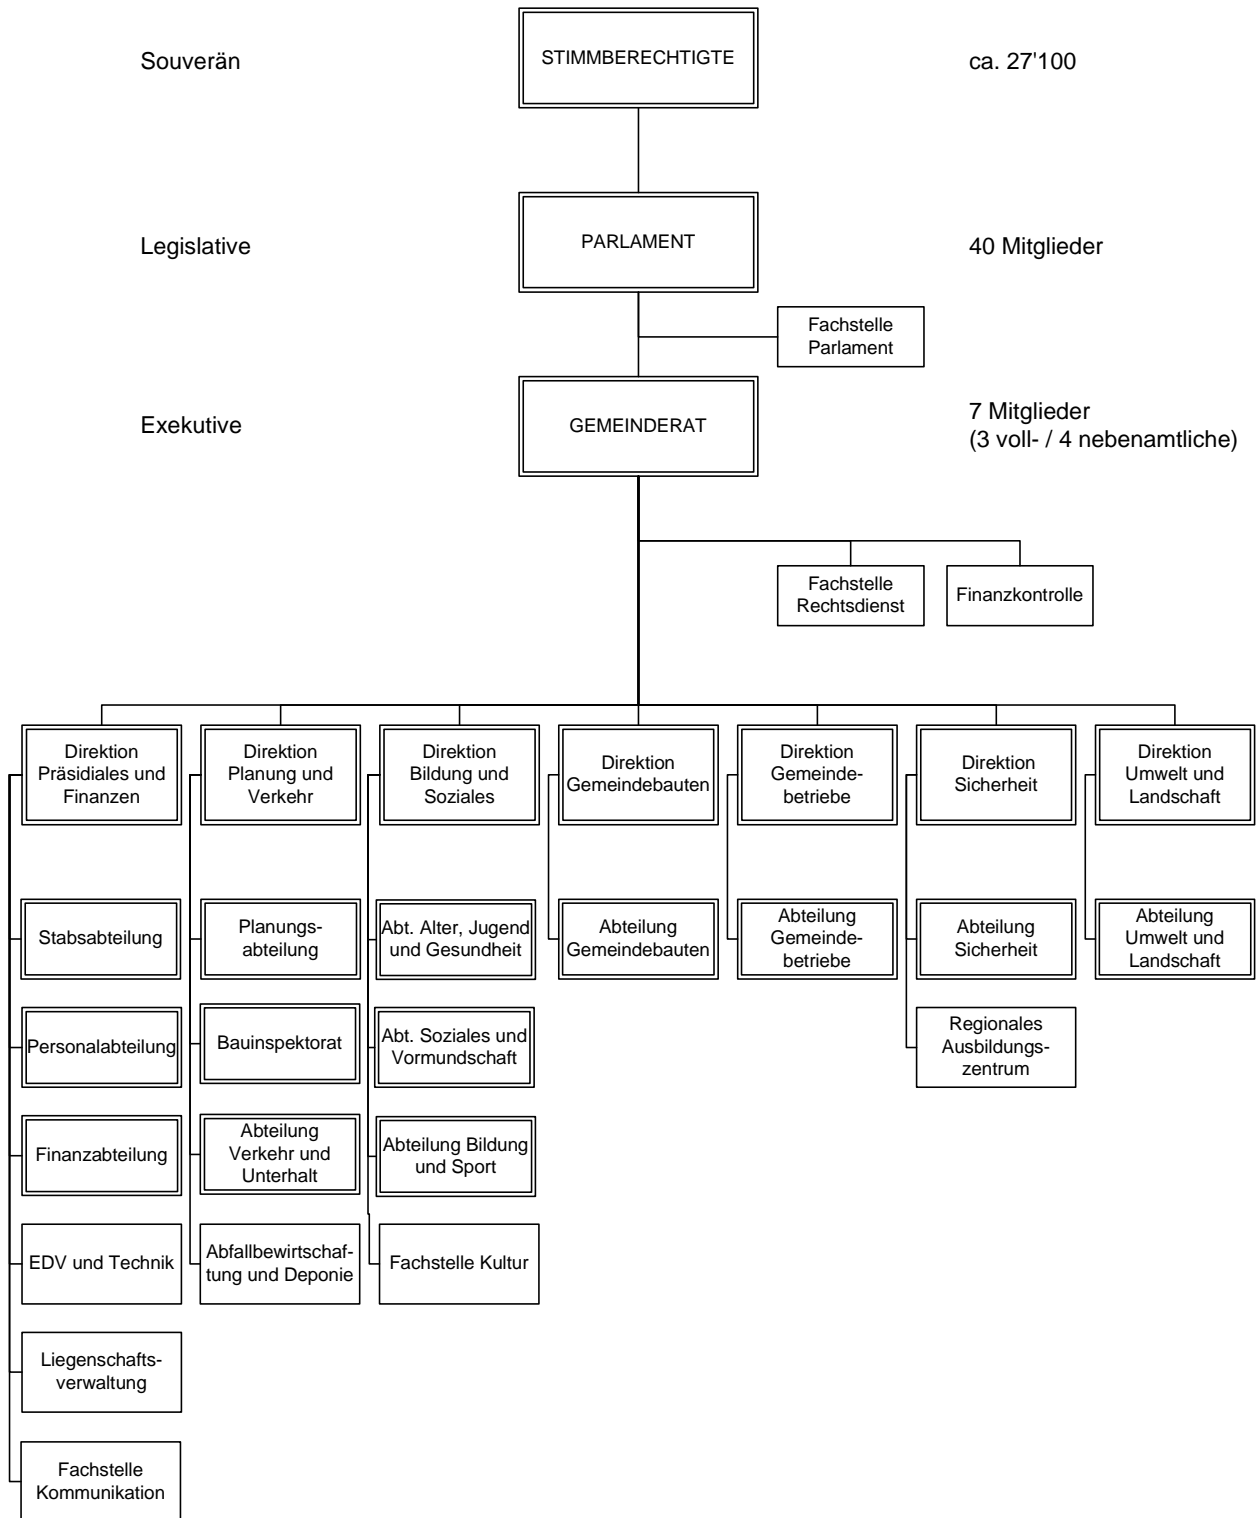 Souverän
STIMMBERECHTIGTE
ca. 27'100
Legislative
PARLAMENT
40 Mitglieder
Fachstelle
Parlament
Exekutive
GEMEINDERAT
7 Mitglieder
(3 voll- / 4 nebenamtliche)
Fachstelle
Rechtsdienst
Finanzkontrolle
Direktion
Präsidiales und
Finanzen
Direktion
Planung und
Verkehr
Direktion
Bildung und
Soziales
Direktion
Gemeindebauten
Direktion
Gemeinde-
betriebe
Direktion
Sicherheit
Direktion
Umwelt und
Landschaft
Stabsabteilung
Planungs-
abteilung
Abt. Alter, Jugend
und Gesundheit
Abteilung
Gemeindebauten
Abteilung
Gemeinde-
betriebe
Abteilung
Sicherheit
Abteilung
Umwelt und
Landschaft
Personalabteilung
Bauinspektorat
Abt. Soziales und
Vormundschaft
Regionales
Ausbildungs-
zentrum
Finanzabteilung
Abteilung
Verkehr und
Unterhalt
Abteilung Bildung
und Sport
EDV und Technik
Abfallbewirtschaf-
tung und Deponie
Fachstelle Kultur
Liegenschafts-
verwaltung
Fachstelle
Kommunikation